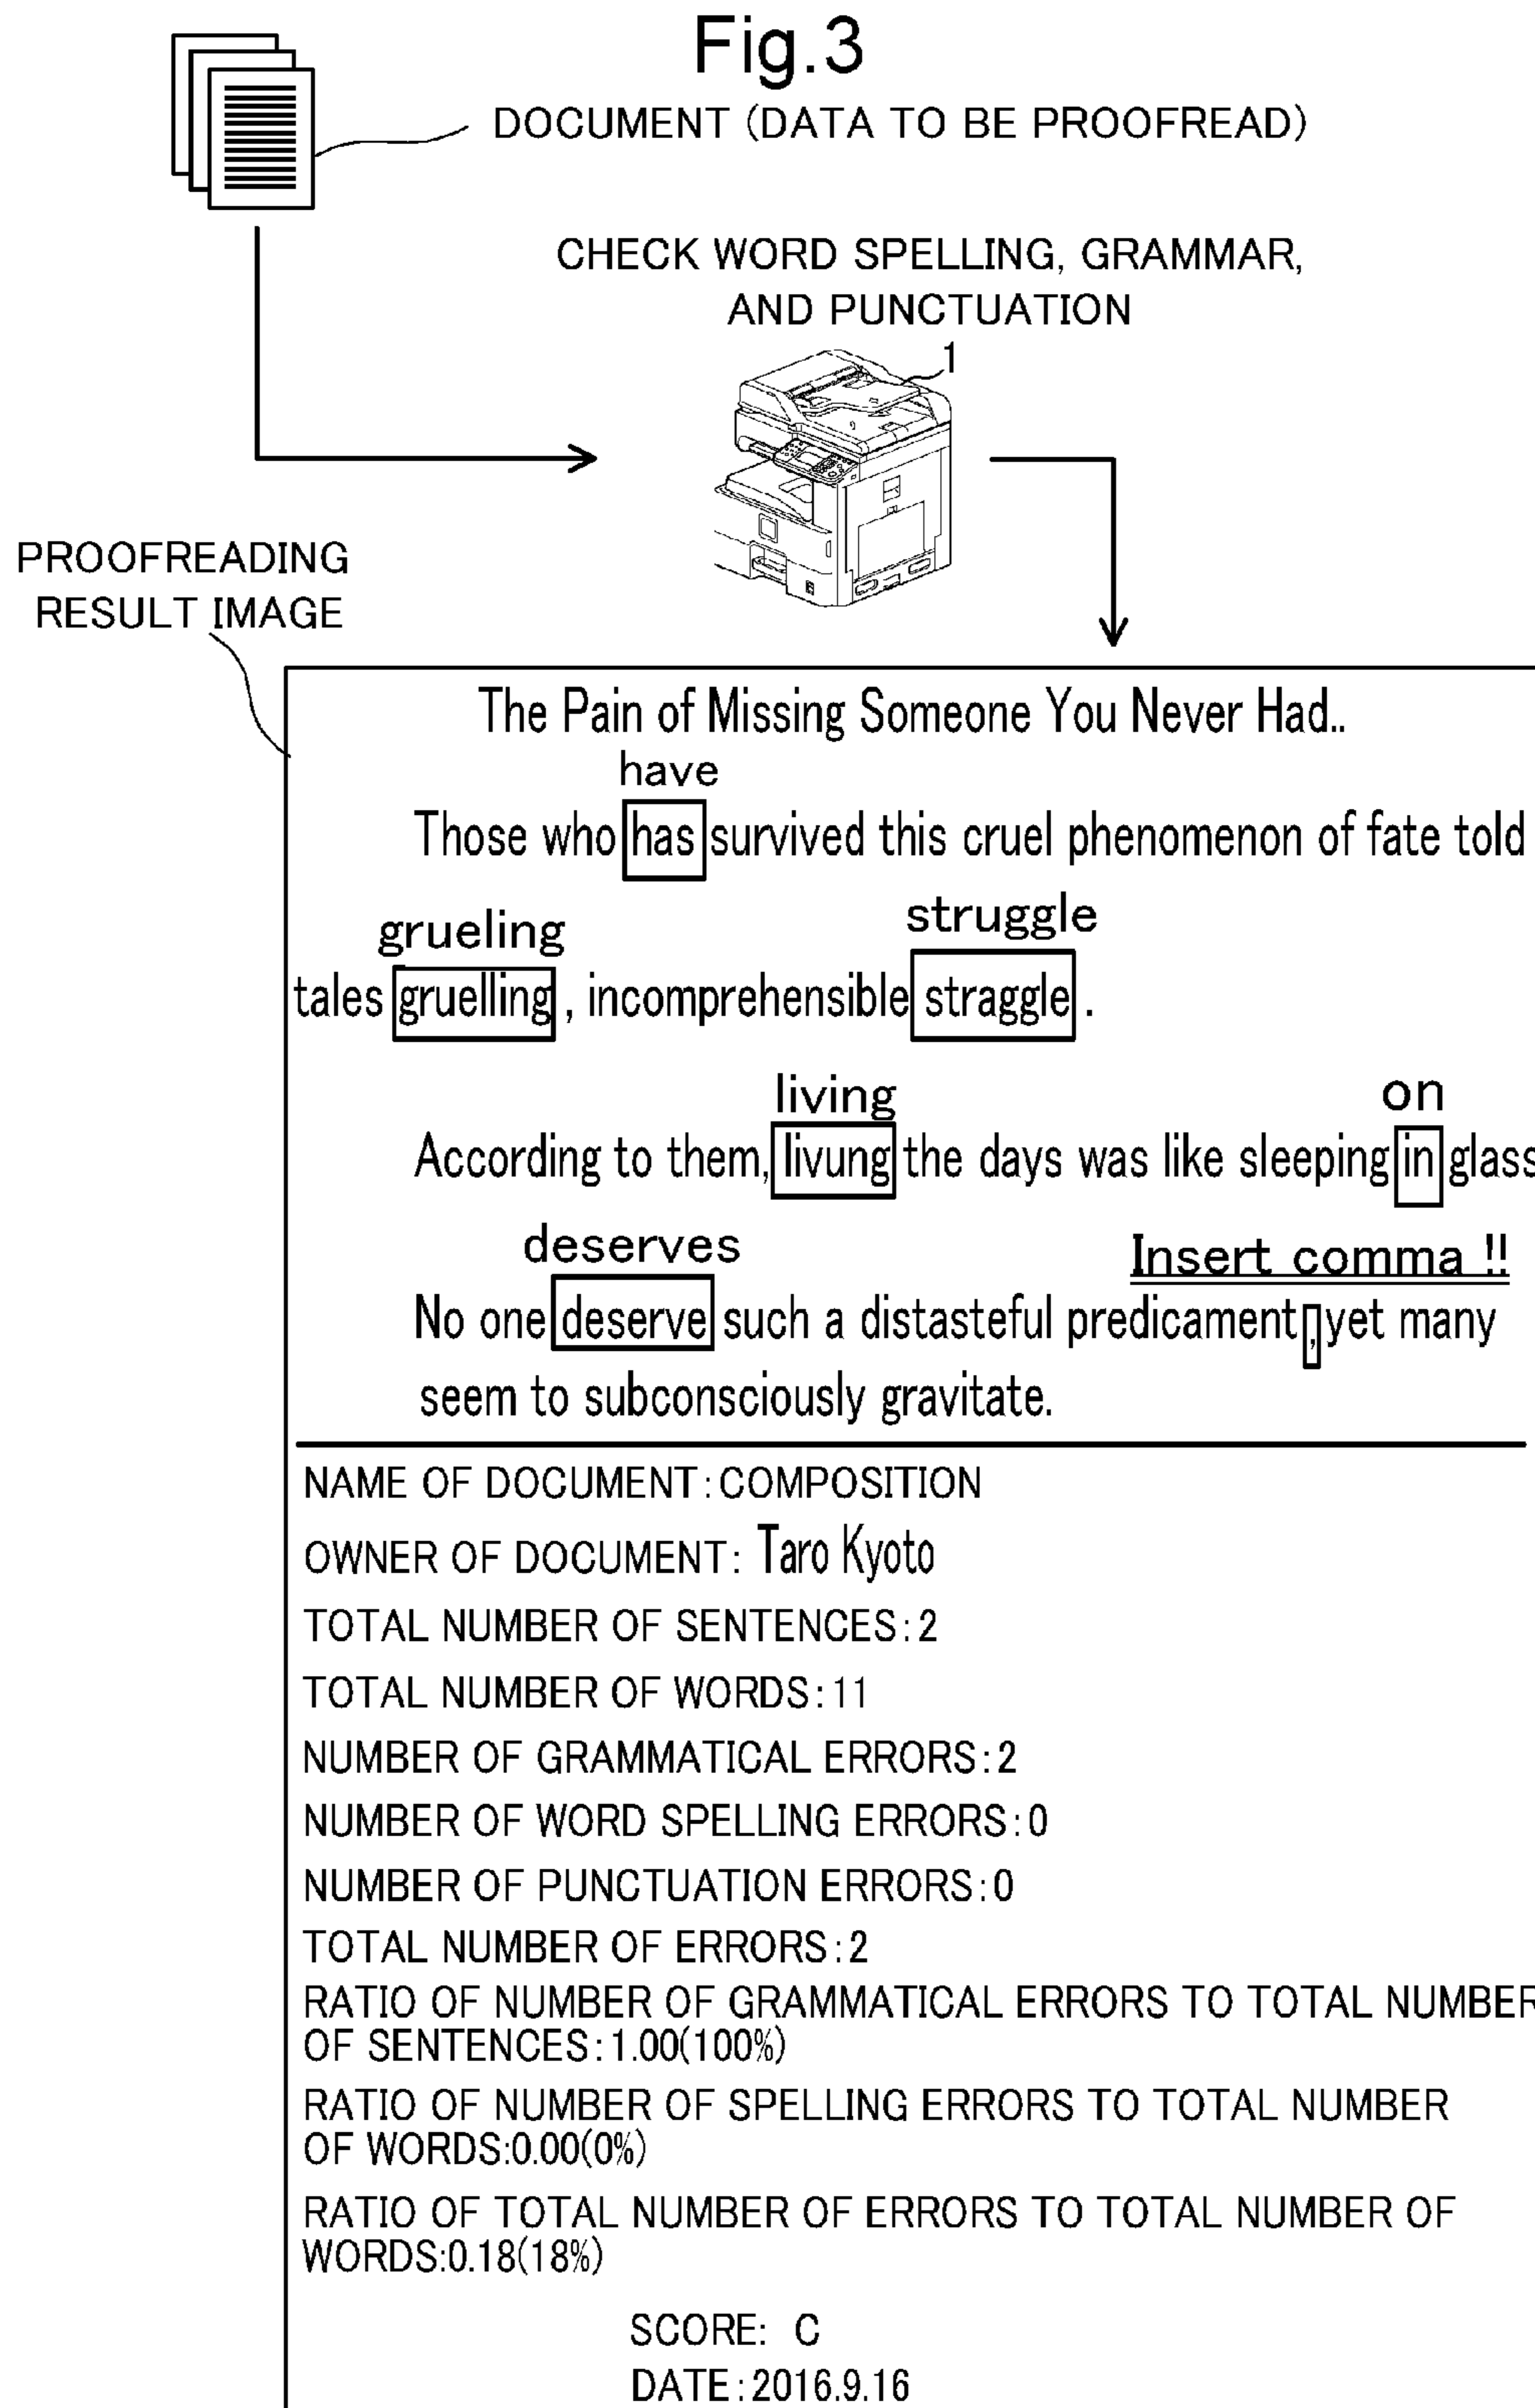 Fig.3
DOCUMENT (DATA TO BE PROOFREAD)
CHECK WORD SPELLING, GRAMMAR,
AND PUNCTUATION
1
PROOFREADING
RESULT IMAGE
The Pain of Missing Someone You Never Had..
have
Those who has survived this cruel phenomenon of fate told
grueling struggle
tales gruelling , incomprehensible straggle .
living on
According to them, livung the days was like sleeping in glass
deserves Insert comma !!
No one deserve such a distasteful predicament , yet many
seem to subconsciously gravitate.
NAME OF DOCUMENT:COMPOSITION
OWNER OF DOCUMENT: Taro Kyoto
TOTAL NUMBER OF SENTENCES:2
TOTAL NUMBER OF WORDS:11
NUMBER OF GRAMMATICAL ERRORS:2
NUMBER OF WORD SPELLING ERRORS:0
NUMBER OF PUNCTUATION ERRORS:0
TOTAL NUMBER OF ERRORS:2
RATIO OF NUMBER OF GRAMMATICAL ERRORS TO TOTAL NUMBER
OF SENTENCES:1.00(100%)
RATIO OF NUMBER OF SPELLING ERRORS TO TOTAL NUMBER
OF WORDS:0.00(0%)
RATIO OF TOTAL NUMBER OF ERRORS TO TOTAL NUMBER OF
WORDS:0.18(18%)
SCORE: C
DATE:2016.9.16